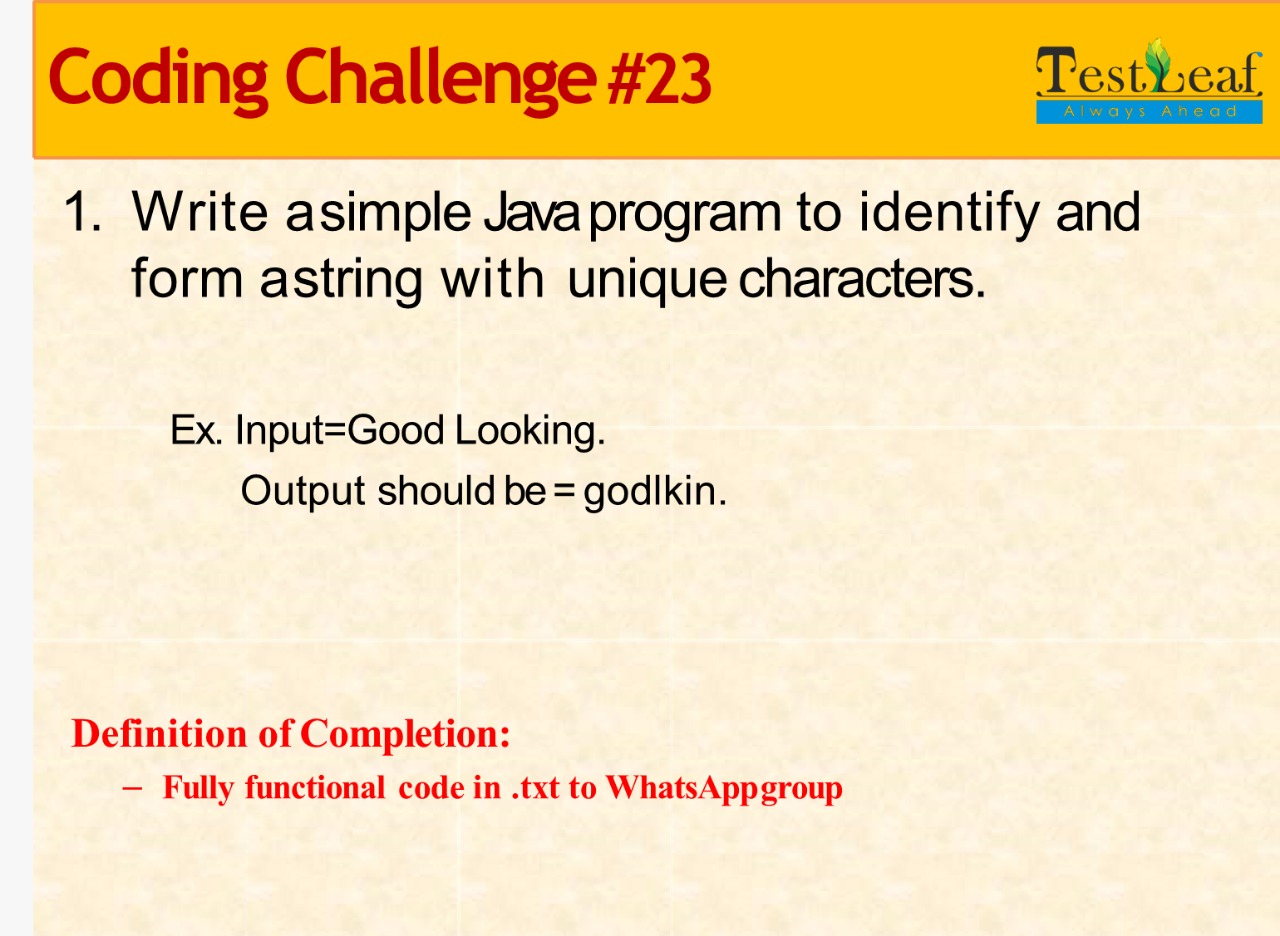 Coding Challenge #23
TestLeaf
Always Ahead
1. Write asimple Java program to identify and
form astring with unique characters.
Ex. Input=Good Looking.
Output should be = godlkin.
Definition of Completion:
– Fully functional code in .txt to WhatsAppgroup